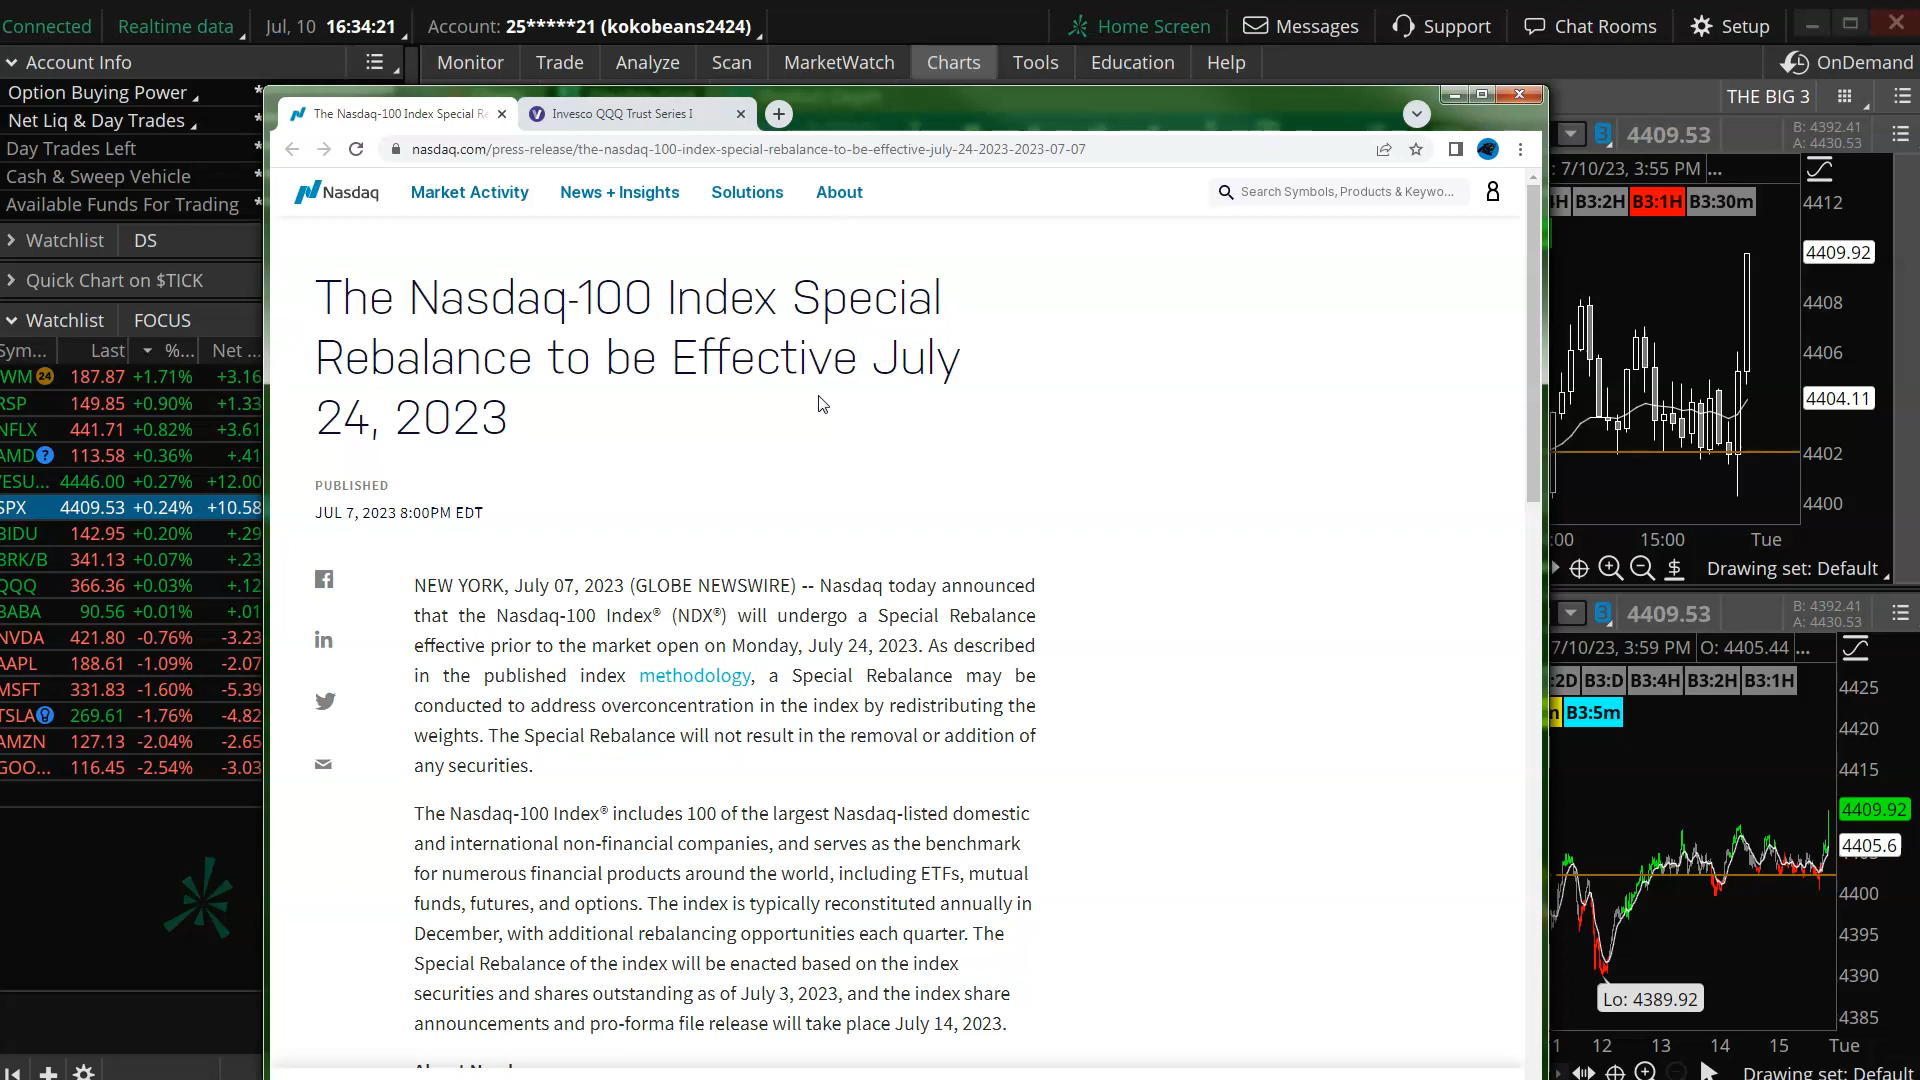 Connected
Realtime data
Jul, 10 16:34:21
Account: 25*****21 (kokobeans2424)
Home Screen
Messages
Support
Chat Rooms
Setup
Account Info
Monitor
Trade
Analyze
Scan
MarketWatch
Charts
Tools
Education
Help
OnDemand
Option Buying Power *
Net Liq & Day Trades *
Day Trades Left
Cash & Sweep Vehicle *
Available Funds For Trading *
Watchlist DS
Quick Chart on $TICK
Watchlist FOCUS
Sym... Last %... Net ...
WM 24 187.87 +1.71% +3.16
RSP 149.85 +0.90% +1.33
NFLX 441.71 +0.82% +3.61
AMD 113.58 +0.36% +.41
/ESU... 4446.00 +0.27% +12.00
SPX 4409.53 +0.24% +10.58
BIDU 142.95 +0.20% +.29
BRK/B 341.13 +0.07% +.23
QQQ 366.36 +0.03% +.12
BABA 90.56 +0.01% +.01
NVDA 421.80 -0.76% -3.23
AAPL 188.61 -1.09% -2.07
MSFT 331.83 -1.60% -5.39
TSLA 269.61 -1.76% -4.82
AMZN 127.13 -2.04% -2.65
GOO... 116.45 -2.54% -3.03
The Nasdaq-100 Index Special Re
Invesco QQQ Trust Series I
nasdaq.com/press-release/the-nasdaq-100-index-special-rebalance-to-be-effective-july-24-2023-2023-07-07
Nasdaq
Market Activity
News + Insights
Solutions
About
Search Symbols, Products & Keywo...
The Nasdaq-100 Index Special
Rebalance to be Effective July
24, 2023
PUBLISHED
JUL 7, 2023 8:00PM EDT
NEW YORK, July 07, 2023 (GLOBE NEWSWIRE) -- Nasdaq today announced
that the Nasdaq-100 Index® (NDX®) will undergo a Special Rebalance
effective prior to the market open on Monday, July 24, 2023. As described
in the published index methodology, a Special Rebalance may be
conducted to address overconcentration in the index by redistributing the
weights. The Special Rebalance will not result in the removal or addition of
any securities.
The Nasdaq-100 Index® includes 100 of the largest Nasdaq-listed domestic
and international non-financial companies, and serves as the benchmark
for numerous financial products around the world, including ETFs, mutual
funds, futures, and options. The index is typically reconstituted annually in
December, with additional rebalancing opportunities each quarter. The
Special Rebalance of the index will be enacted based on the index
securities and shares outstanding as of July 3, 2023, and the index share
announcements and pro-forma file release will take place July 14, 2023.
THE BIG 3
3 4409.53
B: 4392.41
A: 4430.53
: 7/10/23, 3:55 PM ...
H B3:2H B3:1H B3:30m
4412
4409.92
4408
4406
4404.11
4402
4400
:00 15:00 Tue
Drawing set: Default
3 4409.53
B: 4392.41
A: 4430.53
7/10/23, 3:59 PM O: 4405.44 ...
:2D B3:D B3:4H B3:2H B3:1H
B3:5m
4425
4420
4415
4409.92
4405.6
4400
4395
4390
Lo: 4389.92
4385
1 12 13 14 15 Tue
Drawing set: Default